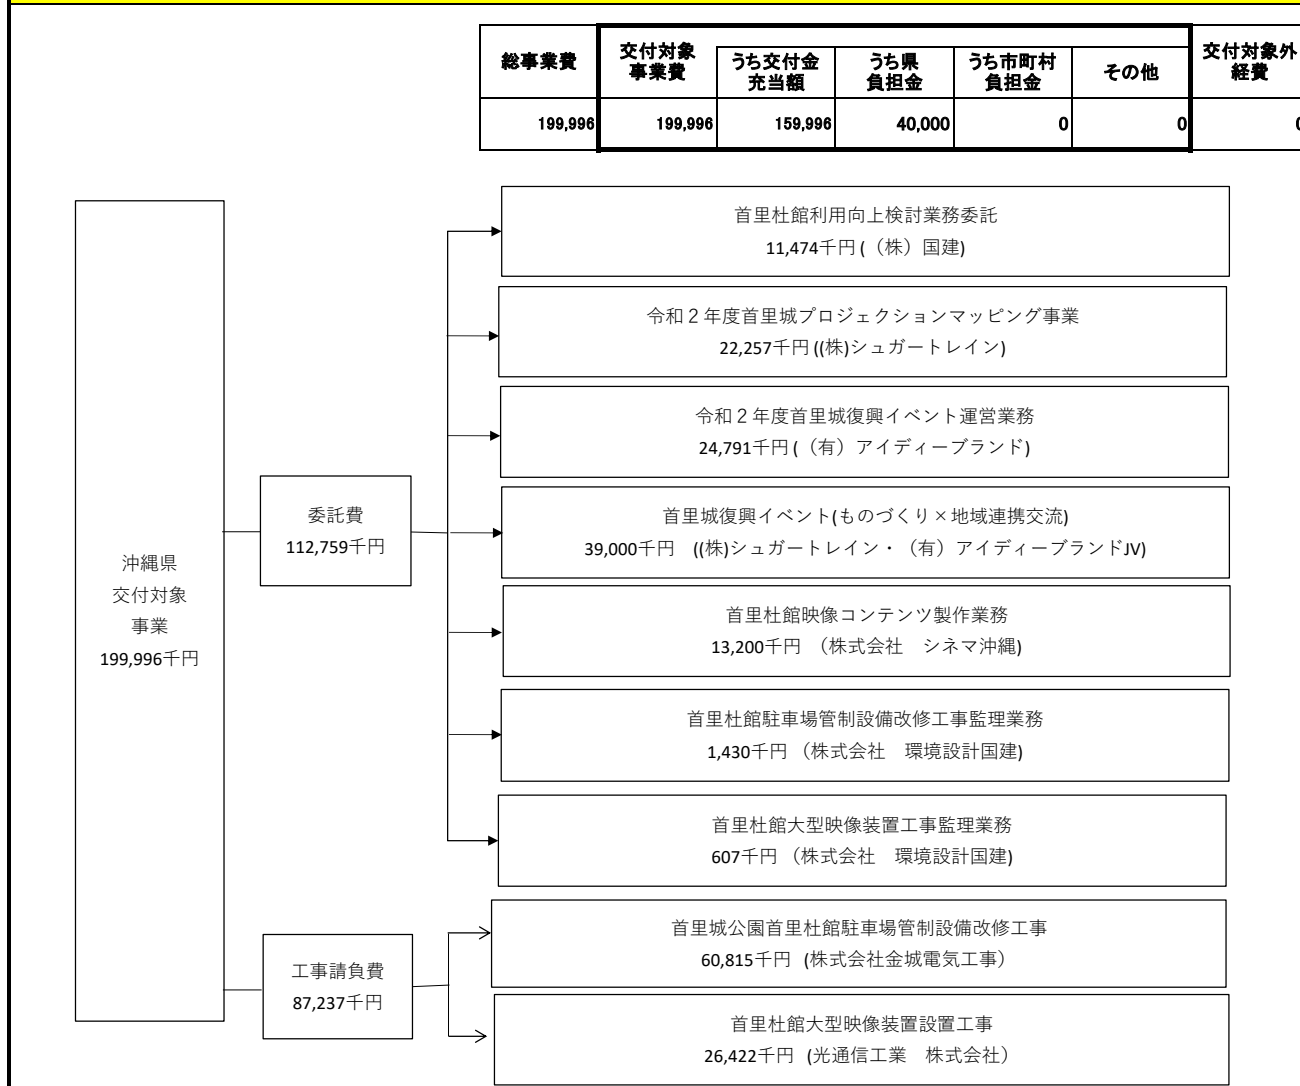 総事業費
交付対象
事業費
うち交付金
充当額
うち県
負担金
うち市町村
負担金
その他
交付対象外
経費
199,996 199,996 159,996 40,000 0 0 0
首里杜館利用向上検討業務委託
11,474千円 (（株）国建)
令和２年度首里城プロジェクションマッピング事業
22,257千円 ((株)シュガートレイン)
令和２年度首里城復興イベント運営業務
24,791千円 (（有）アイディーブランド)
首里城復興イベント(ものづくり×地域連携交流)
39,000千円　((株)シュガートレイン・（有）アイディーブランドJV)
首里杜館映像コンテンツ製作業務
13,200千円 （株式会社　シネマ沖縄)
首里杜館駐車場管制設備改修工事監理業務
1,430千円 （株式会社　環境設計国建)
首里杜館大型映像装置工事監理業務
607千円 （株式会社　環境設計国建)
委託費
112,759千円
沖縄県
交付対象
事業
199,996千円
首里城公園首里杜館駐車場管制設備改修工事
60,815千円 (株式会社金城電気工事）
工事請負費
87,237千円
首里杜館大型映像装置設置工事
26,422千円 (光通信工業　株式会社）